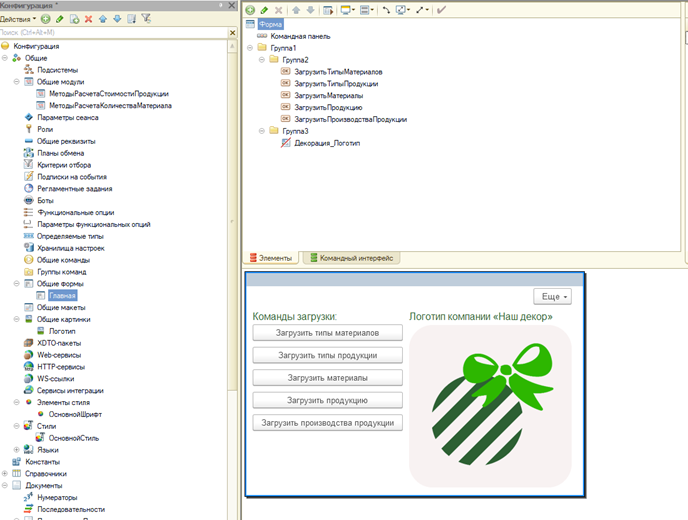 Конфигурация *
Действия
Поиск (Ctrl+Alt+M)
Конфигурация
Общие
Подсистемы
Общие модули
МетодыРасчетаСтоимостиПродукции
МетодыРасчетаКоличестваМатериала
Параметры сеанса
Роли
Общие реквизиты
Планы обмена
Критерии отбора
Подписки на события
Регламентные задания
Боты
Функциональные опции
Параметры функциональных опций
Определяемые типы
Хранилища настроек
Общие команды
Группы команд
Общие формы
Главная
Общие макеты
Общие картинки
Логотип
XDTO-пакеты
Web-сервисы
HTTP-сервисы
WS-ссылки
Сервисы интеграции
Элементы стиля
ОсновнойШрифт
Стили
ОсновнойСтиль
Языки
Константы
Справочники
Документы
Нумераторы
Последовательности
Форма
Командная панель
Группа1
Группа2
ЗагрузитьТипыМатериалов
ЗагрузитьТипыПродукции
ЗагрузитьМатериалы
ЗагрузитьПродукцию
ЗагрузитьПроизводстваПродукции
Группа3
Декорация_Логотип
Элементы
Командный интерфейс
Еще
Команды загрузки:
Загрузить типы материалов
Загрузить типы продукции
Загрузить материалы
Загрузить продукцию
Загрузить производства продукции
Логотип компании «Наш декор»